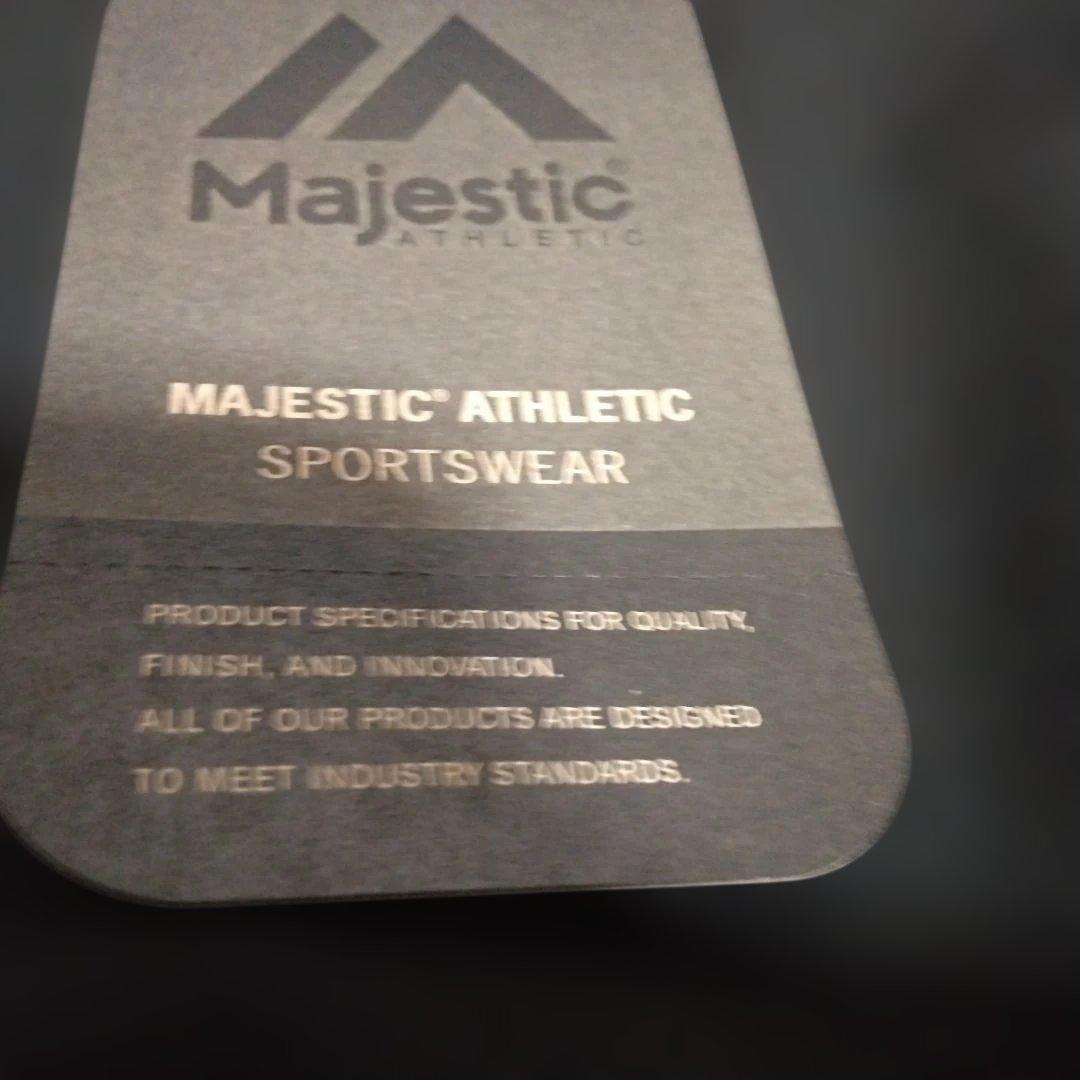 Majestic®
ATHLETIC
MAJESTIC® ATHLETIC
SPORTSWEAR
PRODUCT SPECIFICATIONS FOR QUALITY,
FINISH, AND INNOVATION.
ALL OF OUR PRODUCTS ARE DESIGNED
TO MEET INDUSTRY STANDARDS.